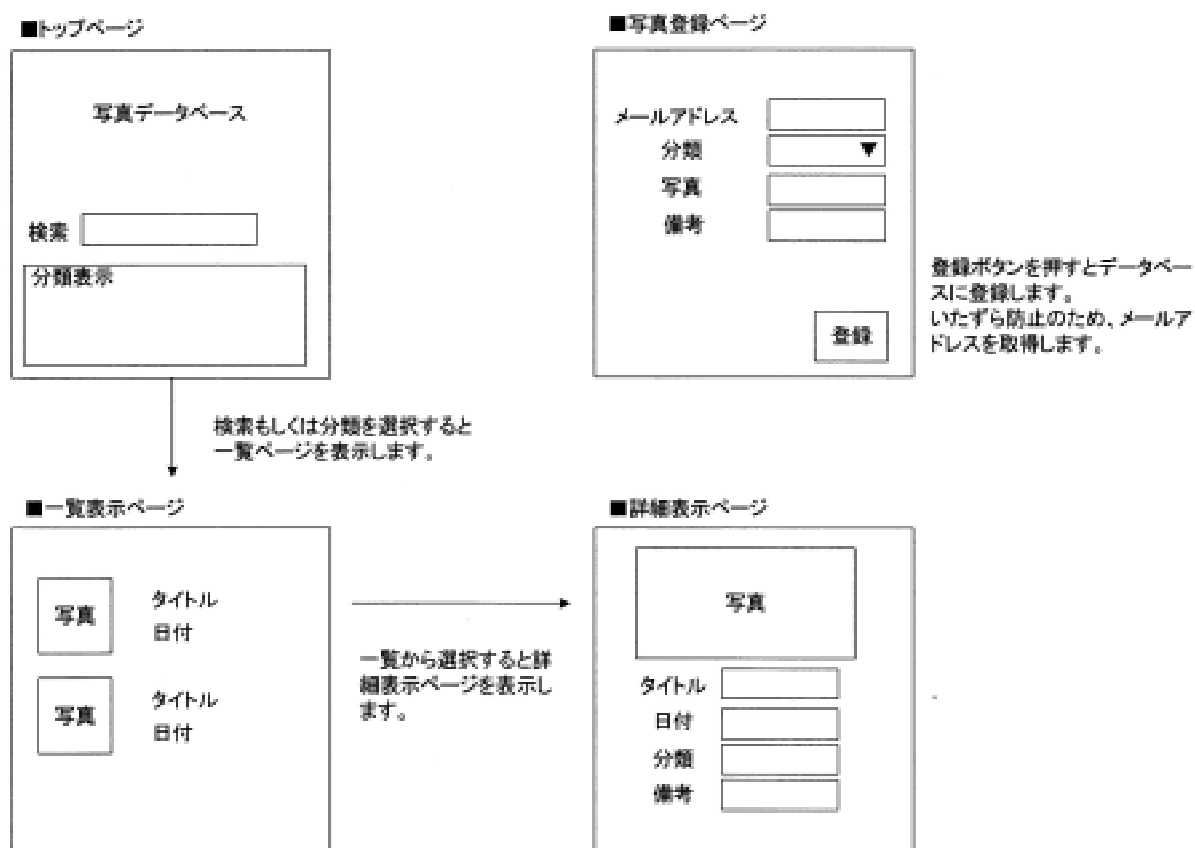 ■トップページ
写真データベース
検索
分類表示
検索もしくは分類を選択すると
一覧ページを表示します。
■写真登録ページ
メールアドレス
分類
▼
写真
備考
登録
登録ボタンを押すとデータベー
スに登録します。
いたずら防止のため、メールア
ドレスを取得します。
■一覧表示ページ
写真
タイトル
日付
写真
タイトル
日付
一覧から選択すると詳
細表示ページを表示し
ます。
■詳細表示ページ
写真
タイトル
日付
分類
備考